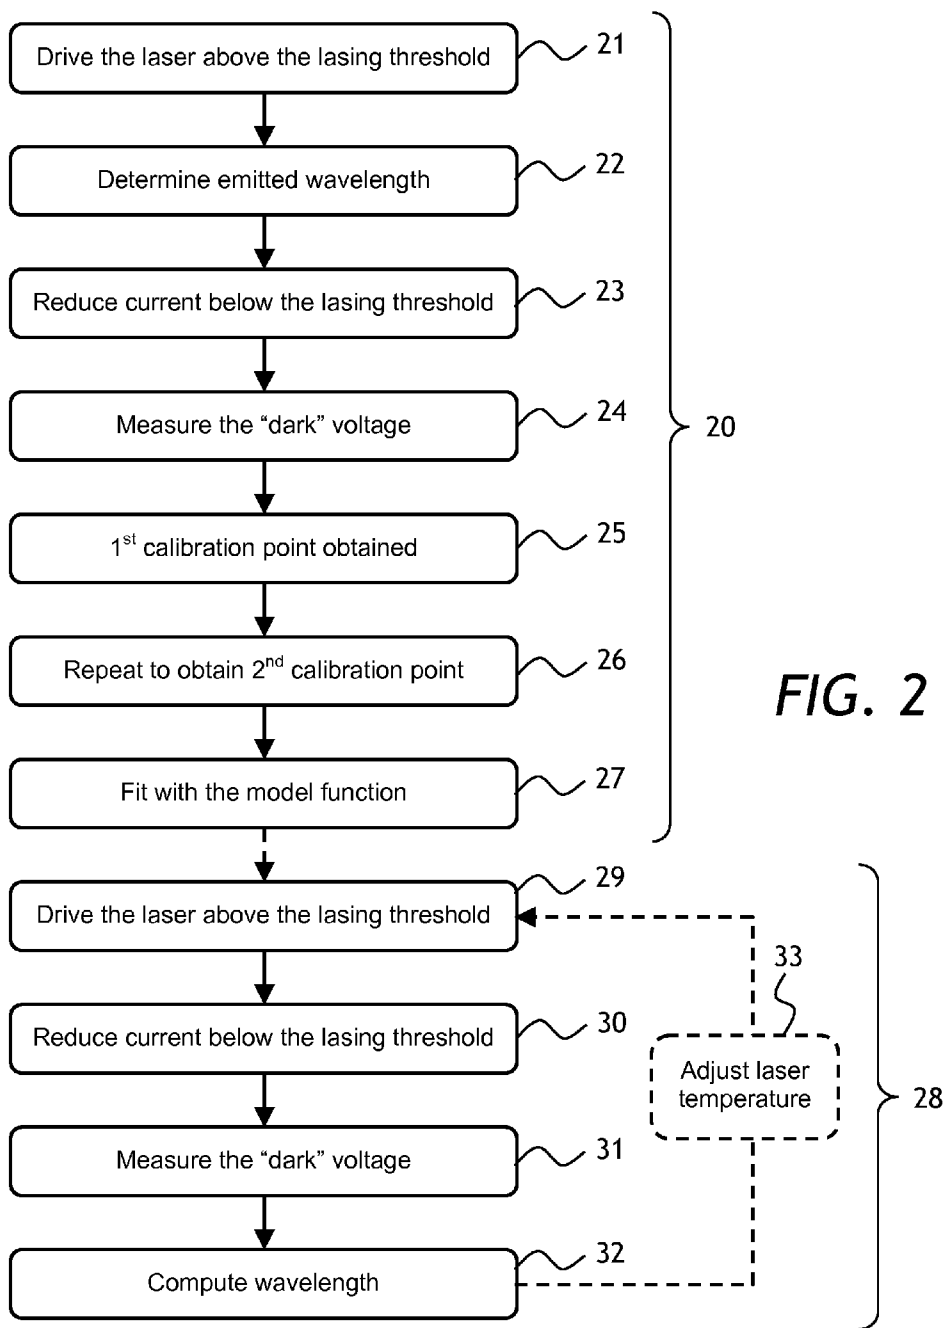 Drive the laser above the lasing threshold
21
Determine emitted wavelength
22
Reduce current below the lasing threshold
23
Measure the “dark” voltage
24
20
1st calibration point obtained
25
Repeat to obtain 2nd calibration point
26
FIG. 2
Fit with the model function
27
Drive the laser above the lasing threshold
29
33
Reduce current below the lasing threshold
30
Adjust laser
temperature
28
Measure the “dark” voltage
31
Compute wavelength
32